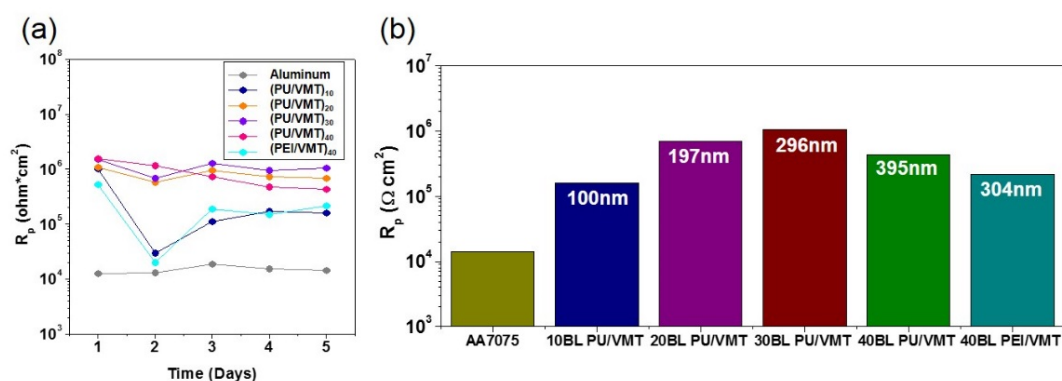 (a)
R_p (ohm*cm²)
10⁸
10⁷
10⁶
10⁵
10⁴
10³
Aluminum
(PU/VMT)₁₀
(PU/VMT)₂₀
(PU/VMT)₃₀
(PU/VMT)₄₀
(PEI/VMT)₄₀
1 2 3 4 5
Time (Days)
(b)
R_p (Ω cm²)
10⁷
10⁶
10⁵
10⁴
10³
100nm
197nm
296nm
395nm
304nm
AA7075 10BL PU/VMT 20BL PU/VMT 30BL PU/VMT 40BL PU/VMT 40BL PEI/VMT